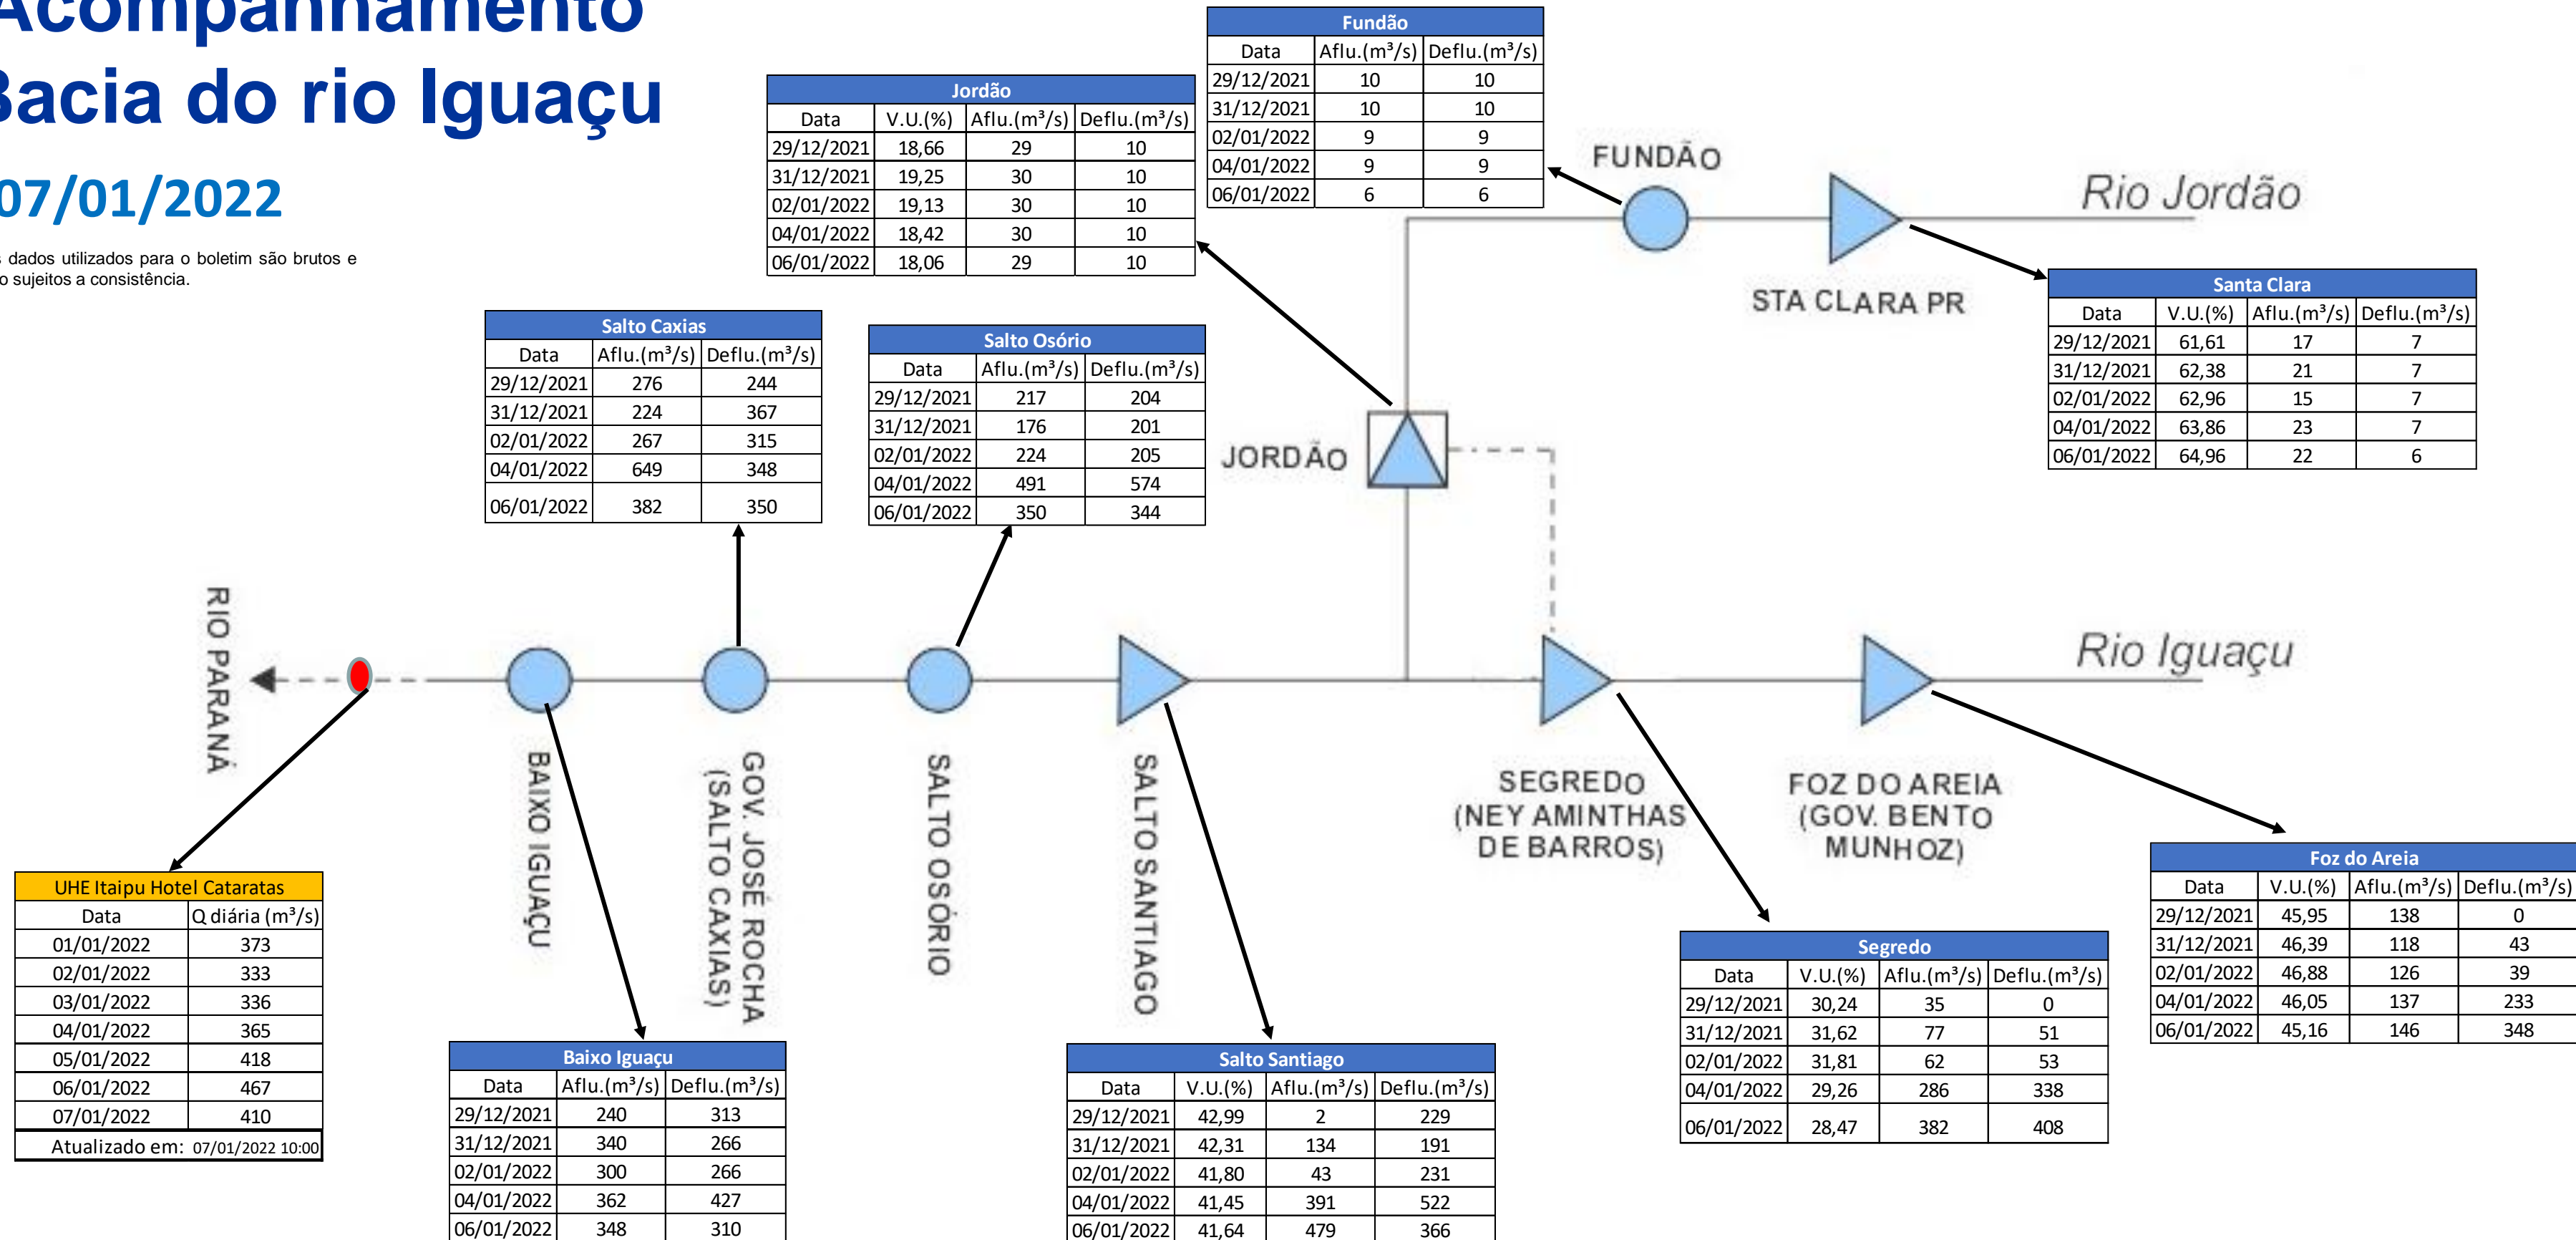 Acompanhamento
Bacia do rio Iguaçu
07/01/2022
s dados utilizados para o boletim são brutos e
o sujeitos a consistência.
Fundão
Data Aflu.(m³/s) Deflu.(m³/s)
29/12/2021 10 10
31/12/2021 10 10
02/01/2022 9 9
04/01/2022 9 9
06/01/2022 6 6
Jordão
Data V.U.(%) Aflu.(m³/s) Deflu.(m³/s)
29/12/2021 18,66 29 10
31/12/2021 19,25 30 10
02/01/2022 19,13 30 10
04/01/2022 18,42 30 10
06/01/2022 18,06 29 10
FUNDÃO
Rio Jordão
STA CLARA PR
Santa Clara
Data V.U.(%) Aflu.(m³/s) Deflu.(m³/s)
29/12/2021 61,61 17 7
31/12/2021 62,38 21 7
02/01/2022 62,96 15 7
04/01/2022 63,86 23 7
06/01/2022 64,96 22 6
Salto Caxias
Data Aflu.(m³/s) Deflu.(m³/s)
29/12/2021 276 244
31/12/2021 224 367
02/01/2022 267 315
04/01/2022 649 348
06/01/2022 382 350
Salto Osório
Data Aflu.(m³/s) Deflu.(m³/s)
29/12/2021 217 204
31/12/2021 176 201
02/01/2022 224 205
04/01/2022 491 574
06/01/2022 350 344
JORDÃO
RIO PARANÁ
Rio Iguaçu
BAIXO IGUAÇU
GOV. JOSÉ ROCHA
(SALTO CAXIAS)
SALTO OSÓRIO
SALTO SANTIAGO
SEGREDO
(NEY AMINTHAS
DE BARROS)
FOZ DO AREIA
(GOV. BENTO
MUNHOZ)
UHE Itaipu Hotel Cataratas
Data Q diária (m³/s)
01/01/2022 373
02/01/2022 333
03/01/2022 336
04/01/2022 365
05/01/2022 418
06/01/2022 467
07/01/2022 410
Atualizado em: 07/01/2022 10:00
Baixo Iguaçu
Data Aflu.(m³/s) Deflu.(m³/s)
29/12/2021 240 313
31/12/2021 340 266
02/01/2022 300 266
04/01/2022 362 427
06/01/2022 348 310
Salto Santiago
Data V.U.(%) Aflu.(m³/s) Deflu.(m³/s)
29/12/2021 42,99 2 229
31/12/2021 42,31 134 191
02/01/2022 41,80 43 231
04/01/2022 41,45 391 522
06/01/2022 41,64 479 366
Segredo
Data V.U.(%) Aflu.(m³/s) Deflu.(m³/s)
29/12/2021 30,24 35 0
31/12/2021 31,62 77 51
02/01/2022 31,81 62 53
04/01/2022 29,26 286 338
06/01/2022 28,47 382 408
Foz do Areia
Data V.U.(%) Aflu.(m³/s) Deflu.(m³/s)
29/12/2021 45,95 138 0
31/12/2021 46,39 118 43
02/01/2022 46,88 126 39
04/01/2022 46,05 137 233
06/01/2022 45,16 146 348